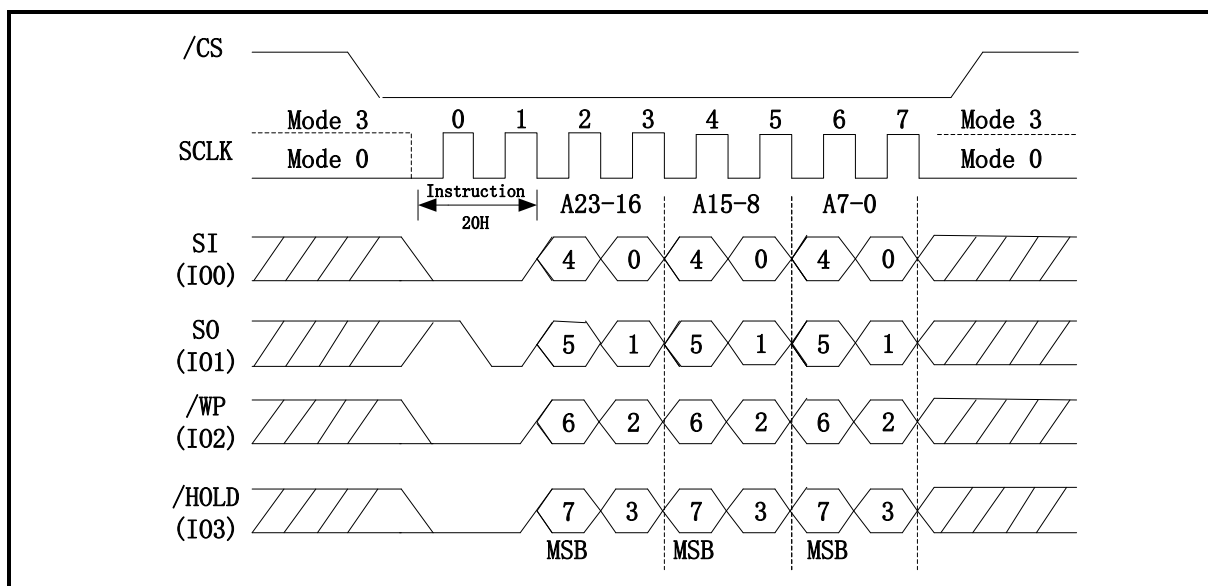 /CS
Mode 3 0 1 2 3 4 5 6 7 Mode 3
SCLK Mode 0 Mode 0
Instruction A23-16 A15-8 A7-0
20H
SI
(IO0) 4 0 4 0 4 0
SO
(IO1) 5 1 5 1 5 1
/WP
(IO2) 6 2 6 2 6 2
/HOLD
(IO3) 7 3 7 3 7 3
MSB MSB MSB